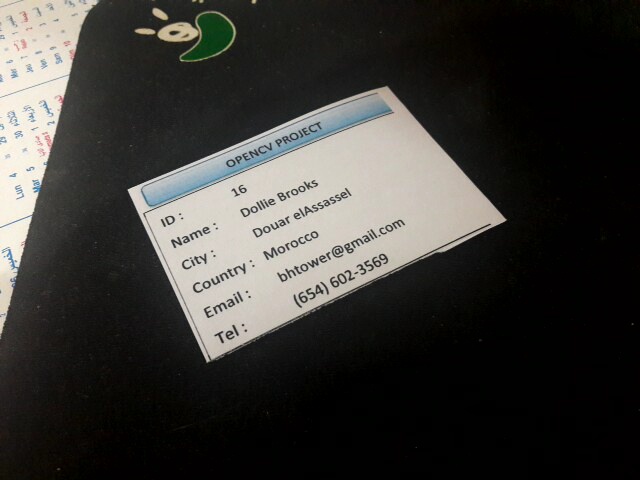 OPENCV PROJECT
ID : 16
Name : Dollie Brooks
City : Douar elAssassel
Country : Morocco
Email : bhtower@gmail.com
Tel : (654) 602-3569